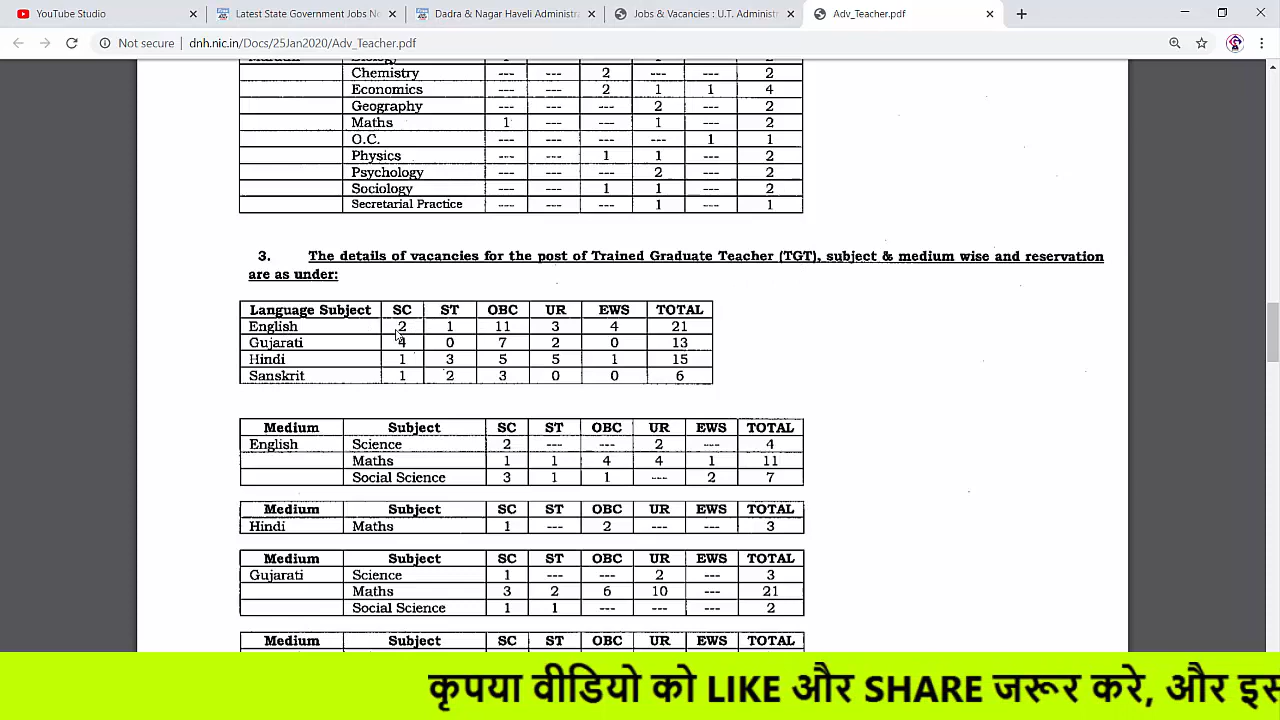 YouTube Studio
Latest State Government Jobs N
Dadra & Nagar Haveli Administra
Jobs & Vacancies : U.T. Administr
Adv_Teacher.pdf
Not secure dnh.nic.in/Docs/25Jan2020/Adv_Teacher.pdf
Chemistry --- --- 2 --- --- 2
Economics --- --- 2 1 1 4
Geography --- --- --- 2 --- 2
Maths 1 --- --- 1 --- 2
O.C. --- --- --- --- 1 1
Physics --- --- 1 1 --- 2
Psychology --- --- --- 2 --- 2
Sociology --- --- 1 1 --- 2
Secretarial Practice --- --- --- 1 --- 1
3. The details of vacancies for the post of Trained Graduate Teacher (TGT), subject & medium wise and reservation
are as under:
Language Subject SC ST OBC UR EWS TOTAL
English 2 1 11 3 4 21
Gujarati 4 0 7 2 0 13
Hindi 1 3 5 5 1 15
Sanskrit 1 2 3 0 0 6
Medium Subject SC ST OBC UR EWS TOTAL
English Science 2 --- --- 2 --- 4
Maths 1 1 4 4 1 11
Social Science 3 1 1 --- 2 7
Medium Subject SC ST OBC UR EWS TOTAL
Hindi Maths 1 --- 2 --- --- 3
Medium Subject SC ST OBC UR EWS TOTAL
Gujarati Science 1 --- --- 2 --- 3
Maths 3 2 6 10 --- 21
Social Science 1 1 --- --- --- 2
Medium Subject SC ST OBC UR EWS TOTAL
कृपया वीडियो को LIKE और SHARE जरूर करे, और इस